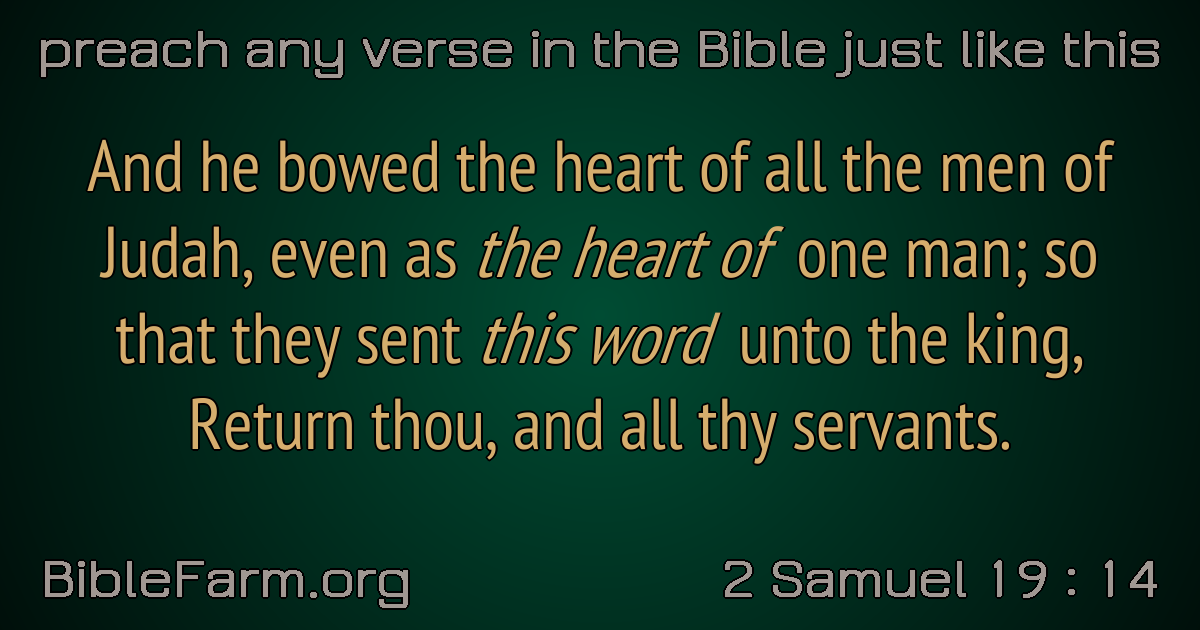 preach any verse in the Bible just like this
And he bowed the heart of all the men of
Judah, even as the heart of one man; so
that they sent this word unto the king,
Return thou, and all thy servants.
BibleFarm.org
2 Samuel 19 : 14